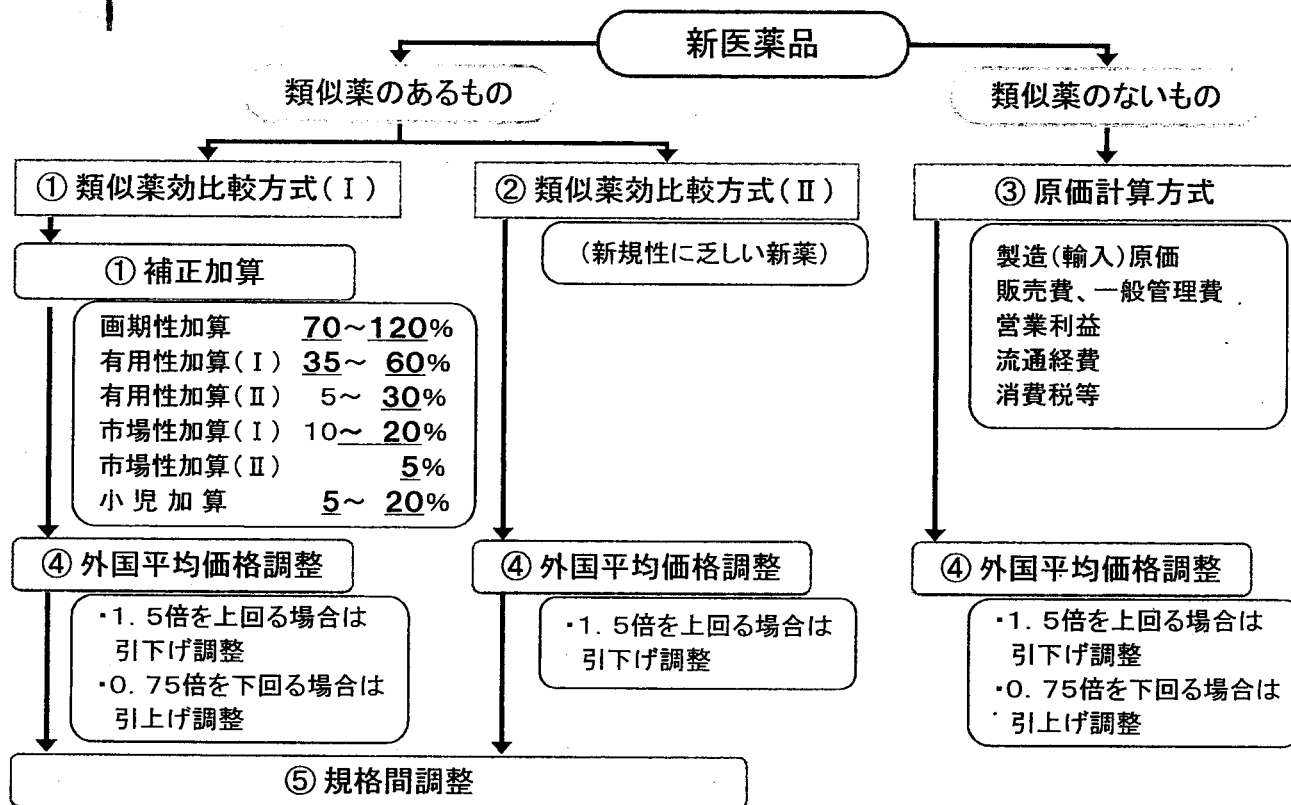 新医薬品
類似薬のあるもの
類似薬のないもの
① 類似薬効比較方式(Ⅰ)
② 類似薬効比較方式(Ⅱ)
③ 原価計算方式
① 補正加算
(新規性に乏しい新薬)
画期性加算 70～120%
有用性加算(Ⅰ) 35～ 60%
有用性加算(Ⅱ) 5～ 30%
市場性加算(Ⅰ) 10～ 20%
市場性加算(Ⅱ) 5%
小児加算 5～ 20%
製造(輸入)原価
販売費、一般管理費
営業利益
流通経費
消費税等
④ 外国平均価格調整
・1．5倍を上回る場合は
引下げ調整
・0．75倍を下回る場合は
引上げ調整
④ 外国平均価格調整
・1．5倍を上回る場合は
引下げ調整
④ 外国平均価格調整
・1．5倍を上回る場合は
引下げ調整
・0．75倍を下回る場合は
引上げ調整
⑤ 規格間調整